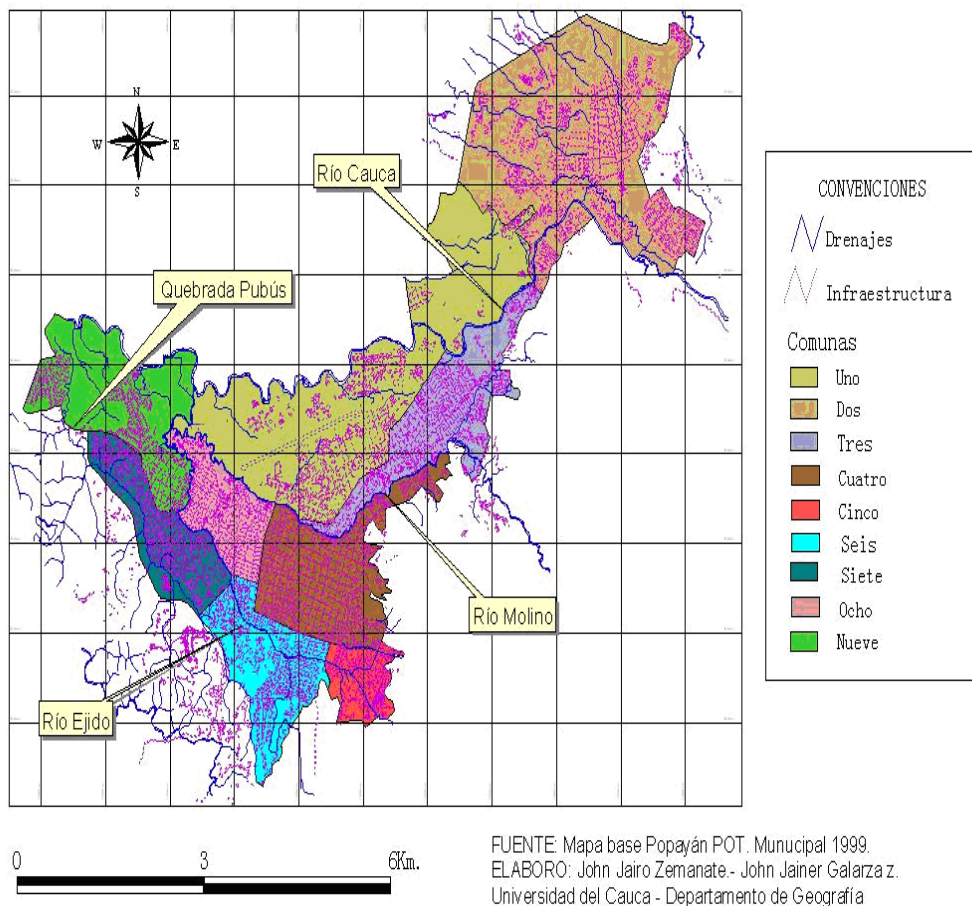 N
W E
S
Río Cauca
Quebrada Pubús
Río Molino
Río Ejido
CONVENCIONES
Drenajes
Infraestructura
Comunas
Uno
Dos
Tres
Cuatro
Cinco
Seis
Siete
Ocho
Nueve
0 3 6Km.
FUENTE: Mapa base Popayán POT. Munucipal 1999.
ELABORO: John Jairo Zemanate.- John Jainer Galarza z.
Universidad del Cauca - Departamento de Geografía